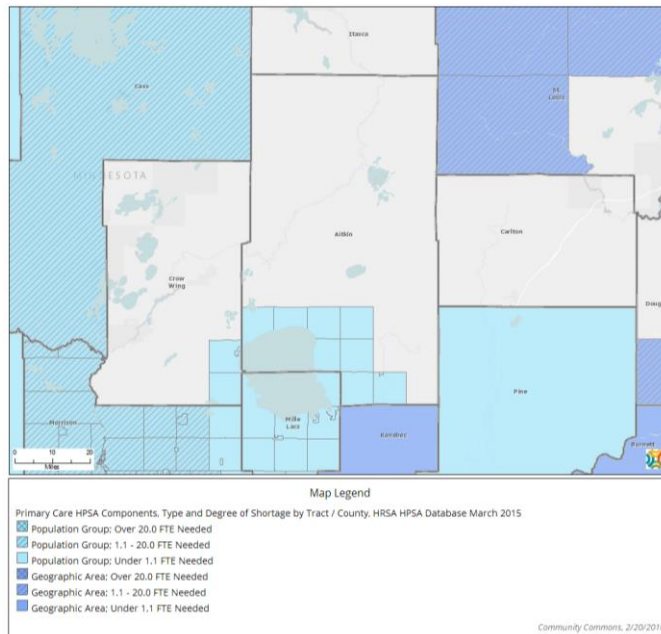 Itasca
Cass
St.
Louis
MINNESOTA
Aitkin
Carlton
Crow
Wing
Doug
Pine
Mille
Lacs
Morrison
Kanabec
Burnett
0 10 20
Miles
Map Legend
Primary Care HPSA Components, Type and Degree of Shortage by Tract / County, HRSA HPSA Database March 2015
Population Group; Over 20.0 FTE Needed
Population Group; 1.1 - 20.0 FTE Needed
Population Group; Under 1.1 FTE Needed
Geographic Area; Over 20.0 FTE Needed
Geographic Area; 1.1 - 20.0 FTE Needed
Geographic Area; Under 1.1 FTE Needed
Community Commons, 2/20/201